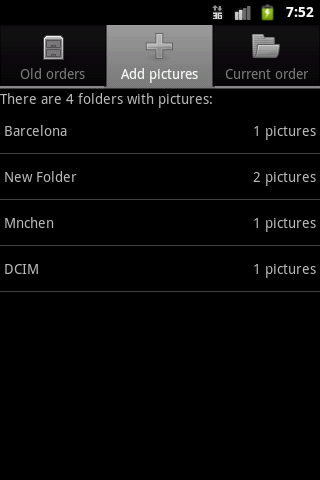 3G 7:52
Old orders Add pictures Current order
There are 4 folders with pictures:
Barcelona 1 pictures
New Folder 2 pictures
Mnchen 1 pictures
DCIM 1 pictures